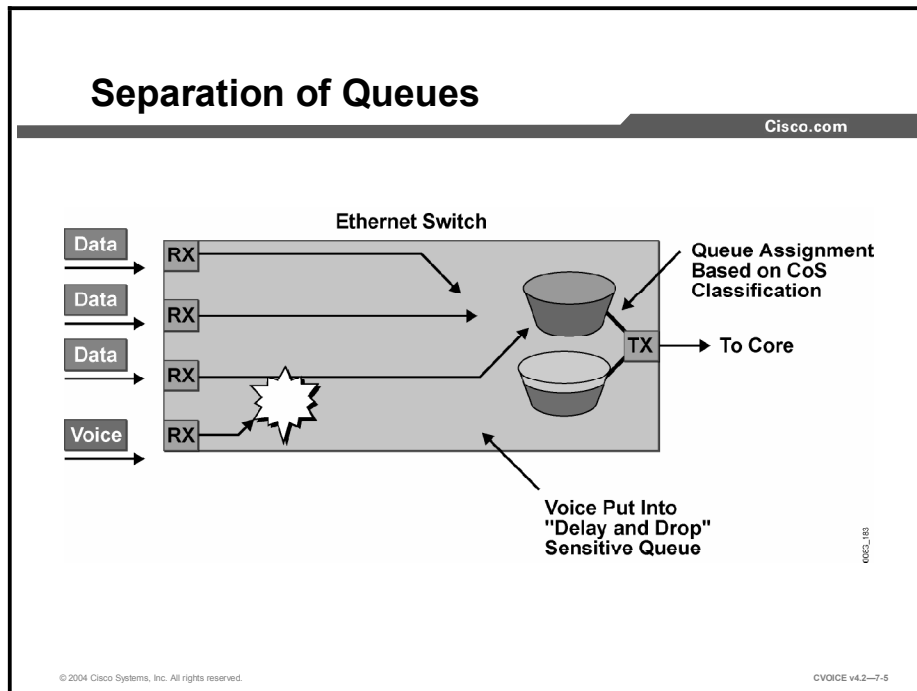 Separation of Queues
Cisco.com
Ethernet Switch
Data
RX
Data
RX
Data
RX
Voice
RX
Queue Assignment
Based on CoS
Classification
TX
To Core
Voice Put Into
"Delay and Drop"
Sensitive Queue
© 2004 Cisco Systems, Inc. All rights reserved.
CVOICE v4.2—7-5